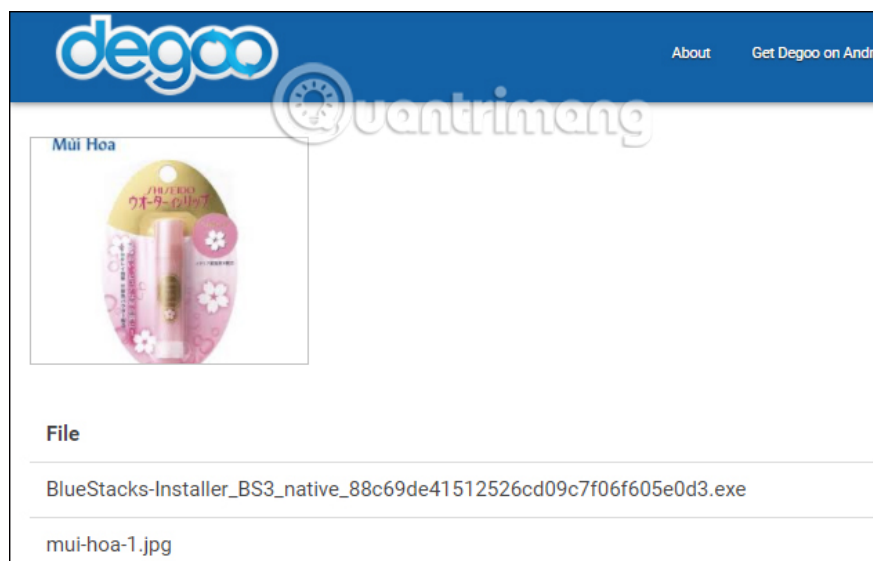 degoo
About
Get Degoo on Andr
Quantrimang
Mùi Hoa
SHISEIDO
ウオーターインリップ
File
BlueStacks-Installer_BS3_native_88c69de41512526cd09c7f06f605e0d3.exe
mui-hoa-1.jpg